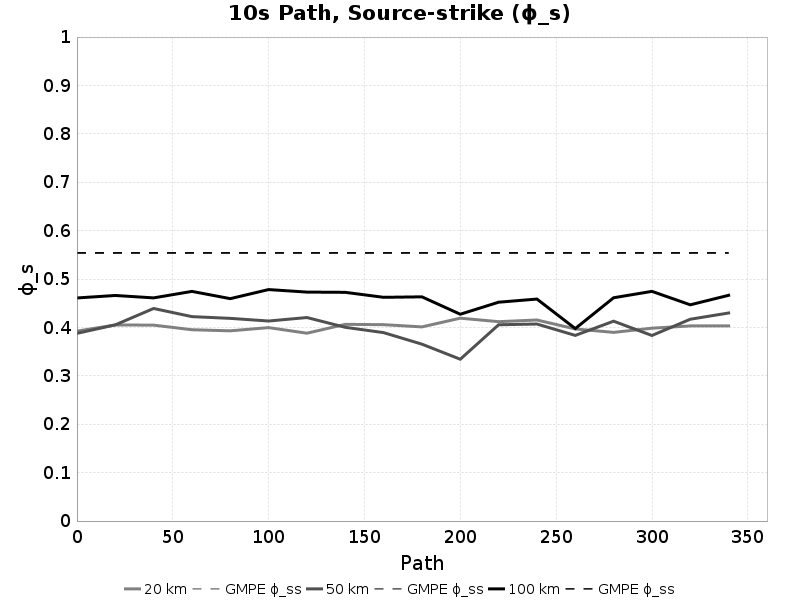 10s Path, Source-strike (ϕ_s)
1
0.9
0.8
0.7
0.6
0.5
0.4
0.3
0.2
0.1
0
ϕ_s
0 50 100 150 200 250 300 350
Path
20 km GMPE ϕ_ss 50 km GMPE ϕ_ss 100 km GMPE ϕ_ss